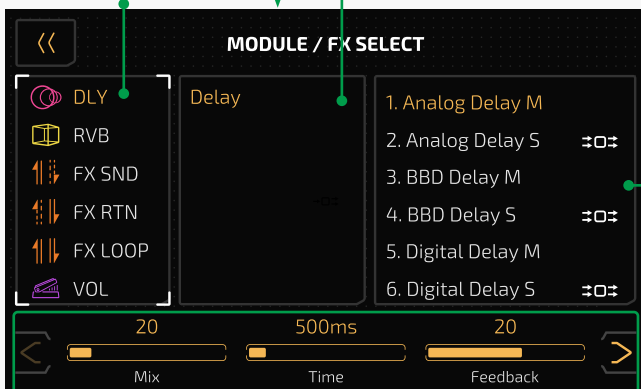 MODULE / FX SELECT
DLY
RVB
FX SND
FX RTN
FX LOOP
VOL
Delay
1. Analog Delay M
2. Analog Delay S
3. BBD Delay M
4. BBD Delay S
5. Digital Delay M
6. Digital Delay S
20
500ms
20
Mix
Time
Feedback